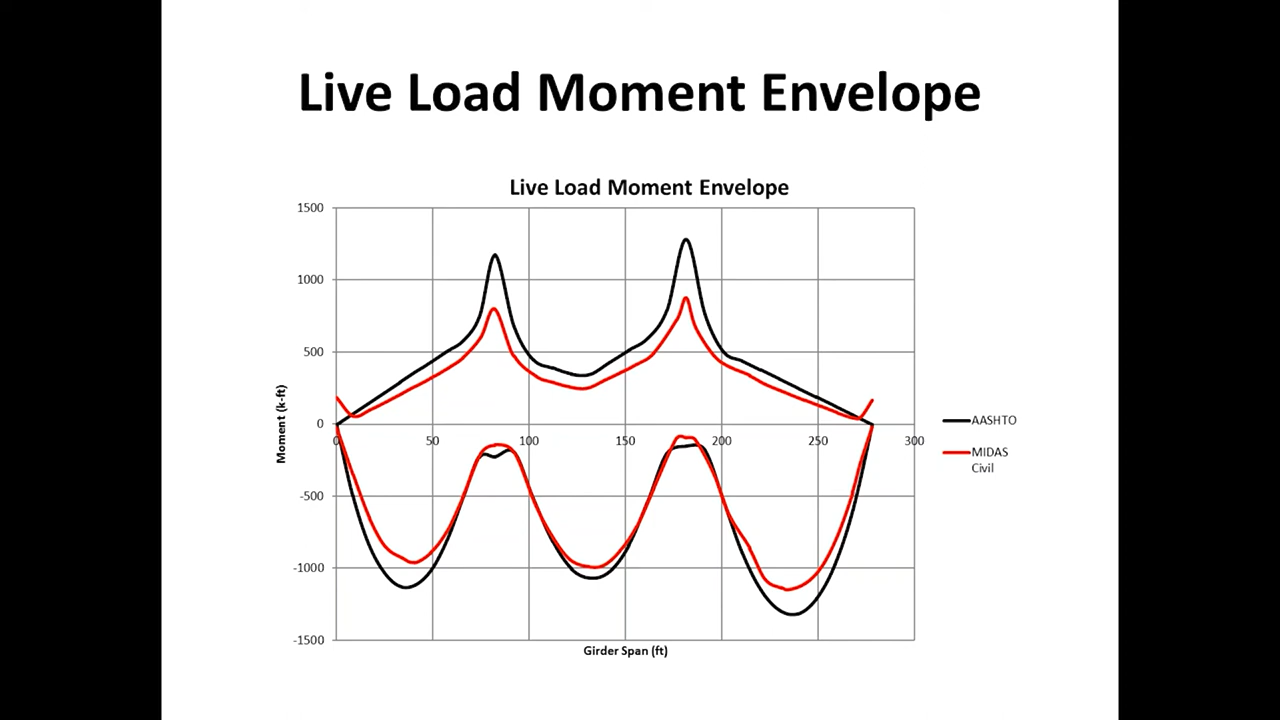 Live Load Moment Envelope
Live Load Moment Envelope
1500
1000
500
0
-500
-1000
-1500
0 50 100 150 200 250 300
Moment (k-ft)
Girder Span (ft)
AASHTO
MIDAS
Civil